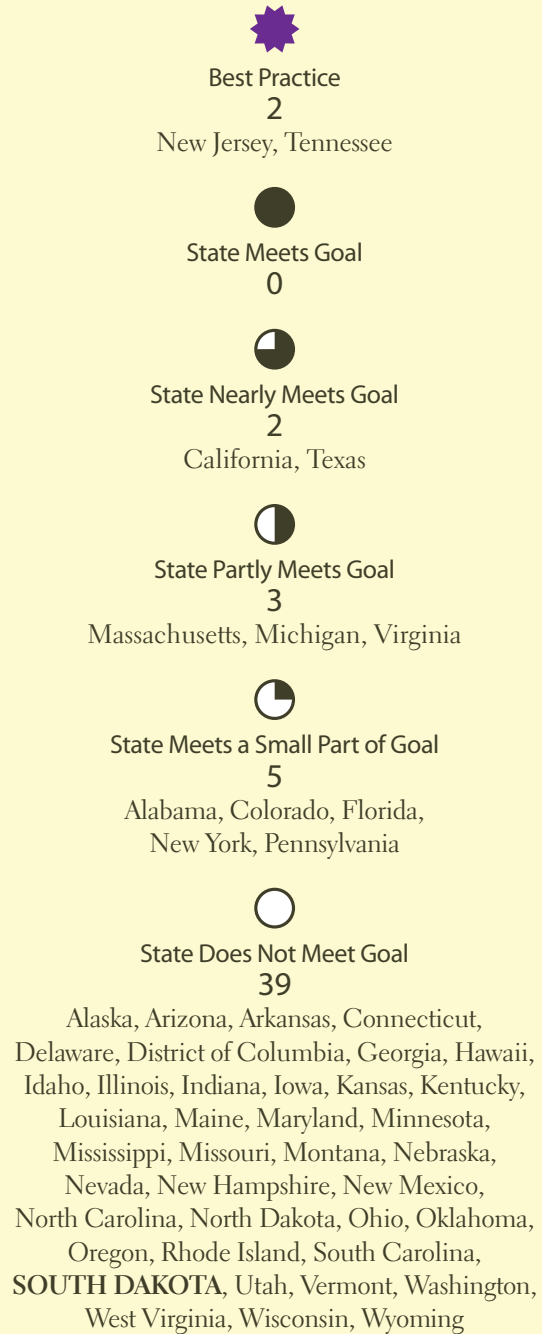 Best Practice
2
New Jersey, Tennessee
State Meets Goal
0
State Nearly Meets Goal
2
California, Texas
State Partly Meets Goal
3
Massachusetts, Michigan, Virginia
State Meets a Small Part of Goal
5
Alabama, Colorado, Florida,
New York, Pennsylvania
State Does Not Meet Goal
39
Alaska, Arizona, Arkansas, Connecticut,
Delaware, District of Columbia, Georgia, Hawaii,
Idaho, Illinois, Indiana, Iowa, Kansas, Kentucky,
Louisiana, Maine, Maryland, Minnesota,
Mississippi, Missouri, Montana, Nebraska,
Nevada, New Hampshire, New Mexico,
North Carolina, North Dakota, Ohio, Oklahoma,
Oregon, Rhode Island, South Carolina,
SOUTH DAKOTA, Utah, Vermont, Washington,
West Virginia, Wisconsin, Wyoming